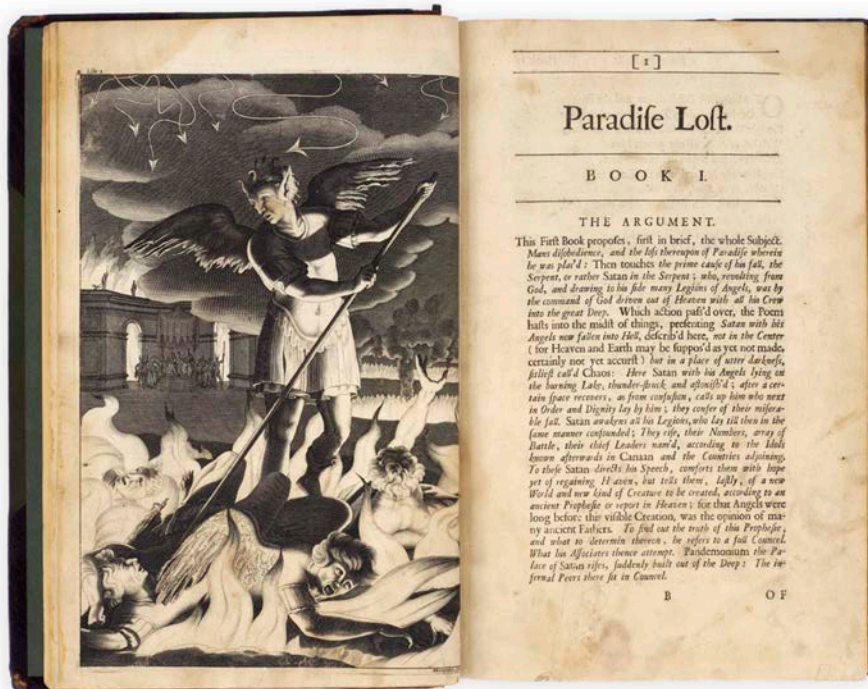 [1]
Paradiſe Loſt.
BOOK I.
THE ARGUMENT.
This Firſt Book propoſes, firſt in brief, the whole Subject.
Mans diſobedience, and the loſs thereupon of Paradiſe wherein
he was plac'd: Then touches the prime cauſe of his fall, the
Serpent, or rather Satan in the Serpent; who, revolting from
God, and drawing to his ſide many Legions of Angels, was by
the command of God driven out of Heaven with all his Crew
into the great Deep. Which action paſs'd over, the Poem
haſts into the midſt of things, preſenting Satan with his
Angels now fallen into Hell, deſcrib'd here, not in the Center
(for Heaven and Earth may be ſuppos'd as yet not made,
certainly not yet accurſt) but in a place of utter darkneſs,
fitlieſt call'd Chaos: Here Satan with his Angels lying on
the burning Lake, thunder-ſtruck and aſtoniſh'd; after a cer-
tain ſpace recovers, as from confuſion, calls up him who next
in Order and Dignity lay by him; they confer of their miſera-
ble fall. Satan awakens all his Legions, who lay till then in the
ſame manner confounded; They riſe, their Numbers, array of
Battle, their chief Leaders nam'd, according to the Idols
known afterwards in Canaan and the Countries adjoining.
To theſe Satan directs his Speech, comforts them with hope
yet of regaining Heaven, but tells them, laſtly, of a new
World and new kind of Creature to be created, according to an
ancient Propheſie or report in Heaven; for that Angels were
long before this viſible Creation, was the opinion of ma-
ny ancient Fathers. To find out the truth of this Propheſie,
and what to determin thereon, he refers to a full Councel.
What his Aſſociates thence attempt. Pandemonium the Pa-
lace of Satan riſes, ſuddenly built out of the Deep: The in-
fernal Peers there ſit in Councel.
B OF